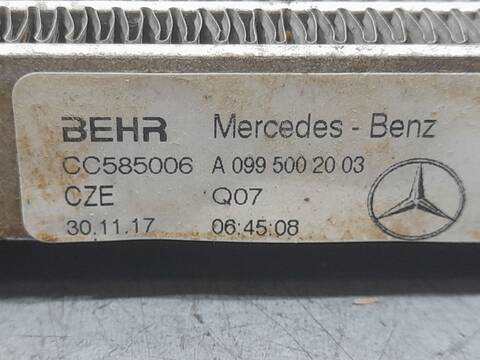 BEHR Mercedes - Benz
CC585006 A 099 500 20 03
CZE Q07
30.11.17 06:45:08